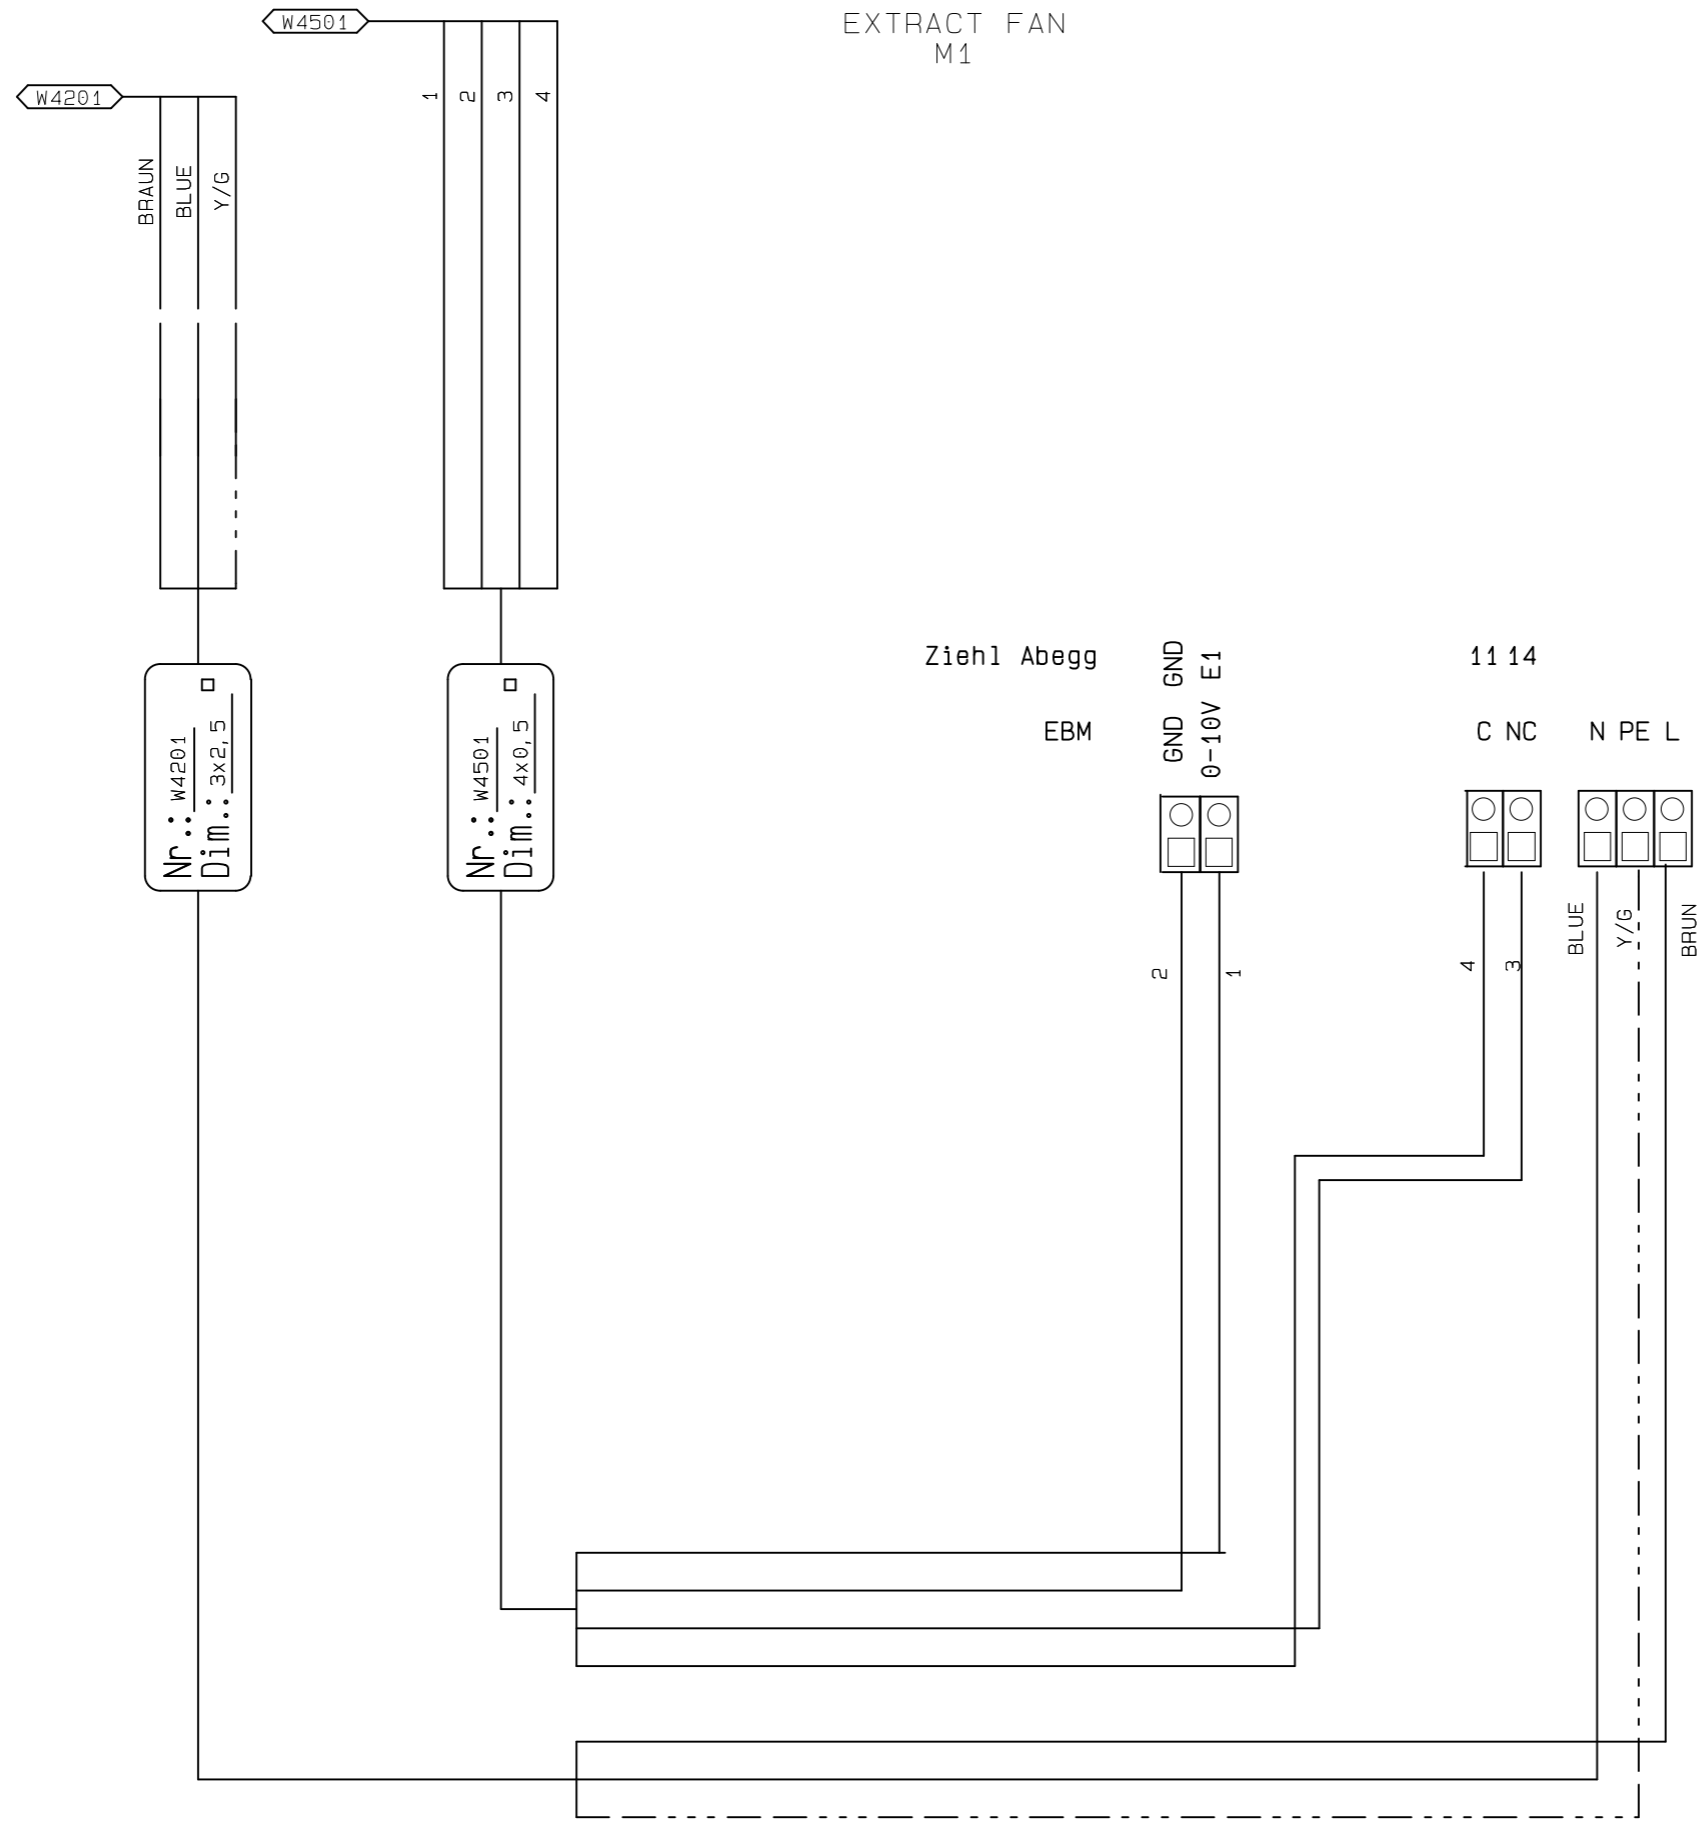 W4501
EXTRACT FAN
M1
W4201
1
2
3
4
BRAUN
BLUE
Y/G
Ziehl Abegg
GND
E1
11 14
EBM
GND
0-10V
C NC
N PE L
Nr.: W4201
Dim.: 3x2,5
Nr.: W4501
Dim.: 4x0,5
2
1
4
3
BLUE
Y/G
BRUN